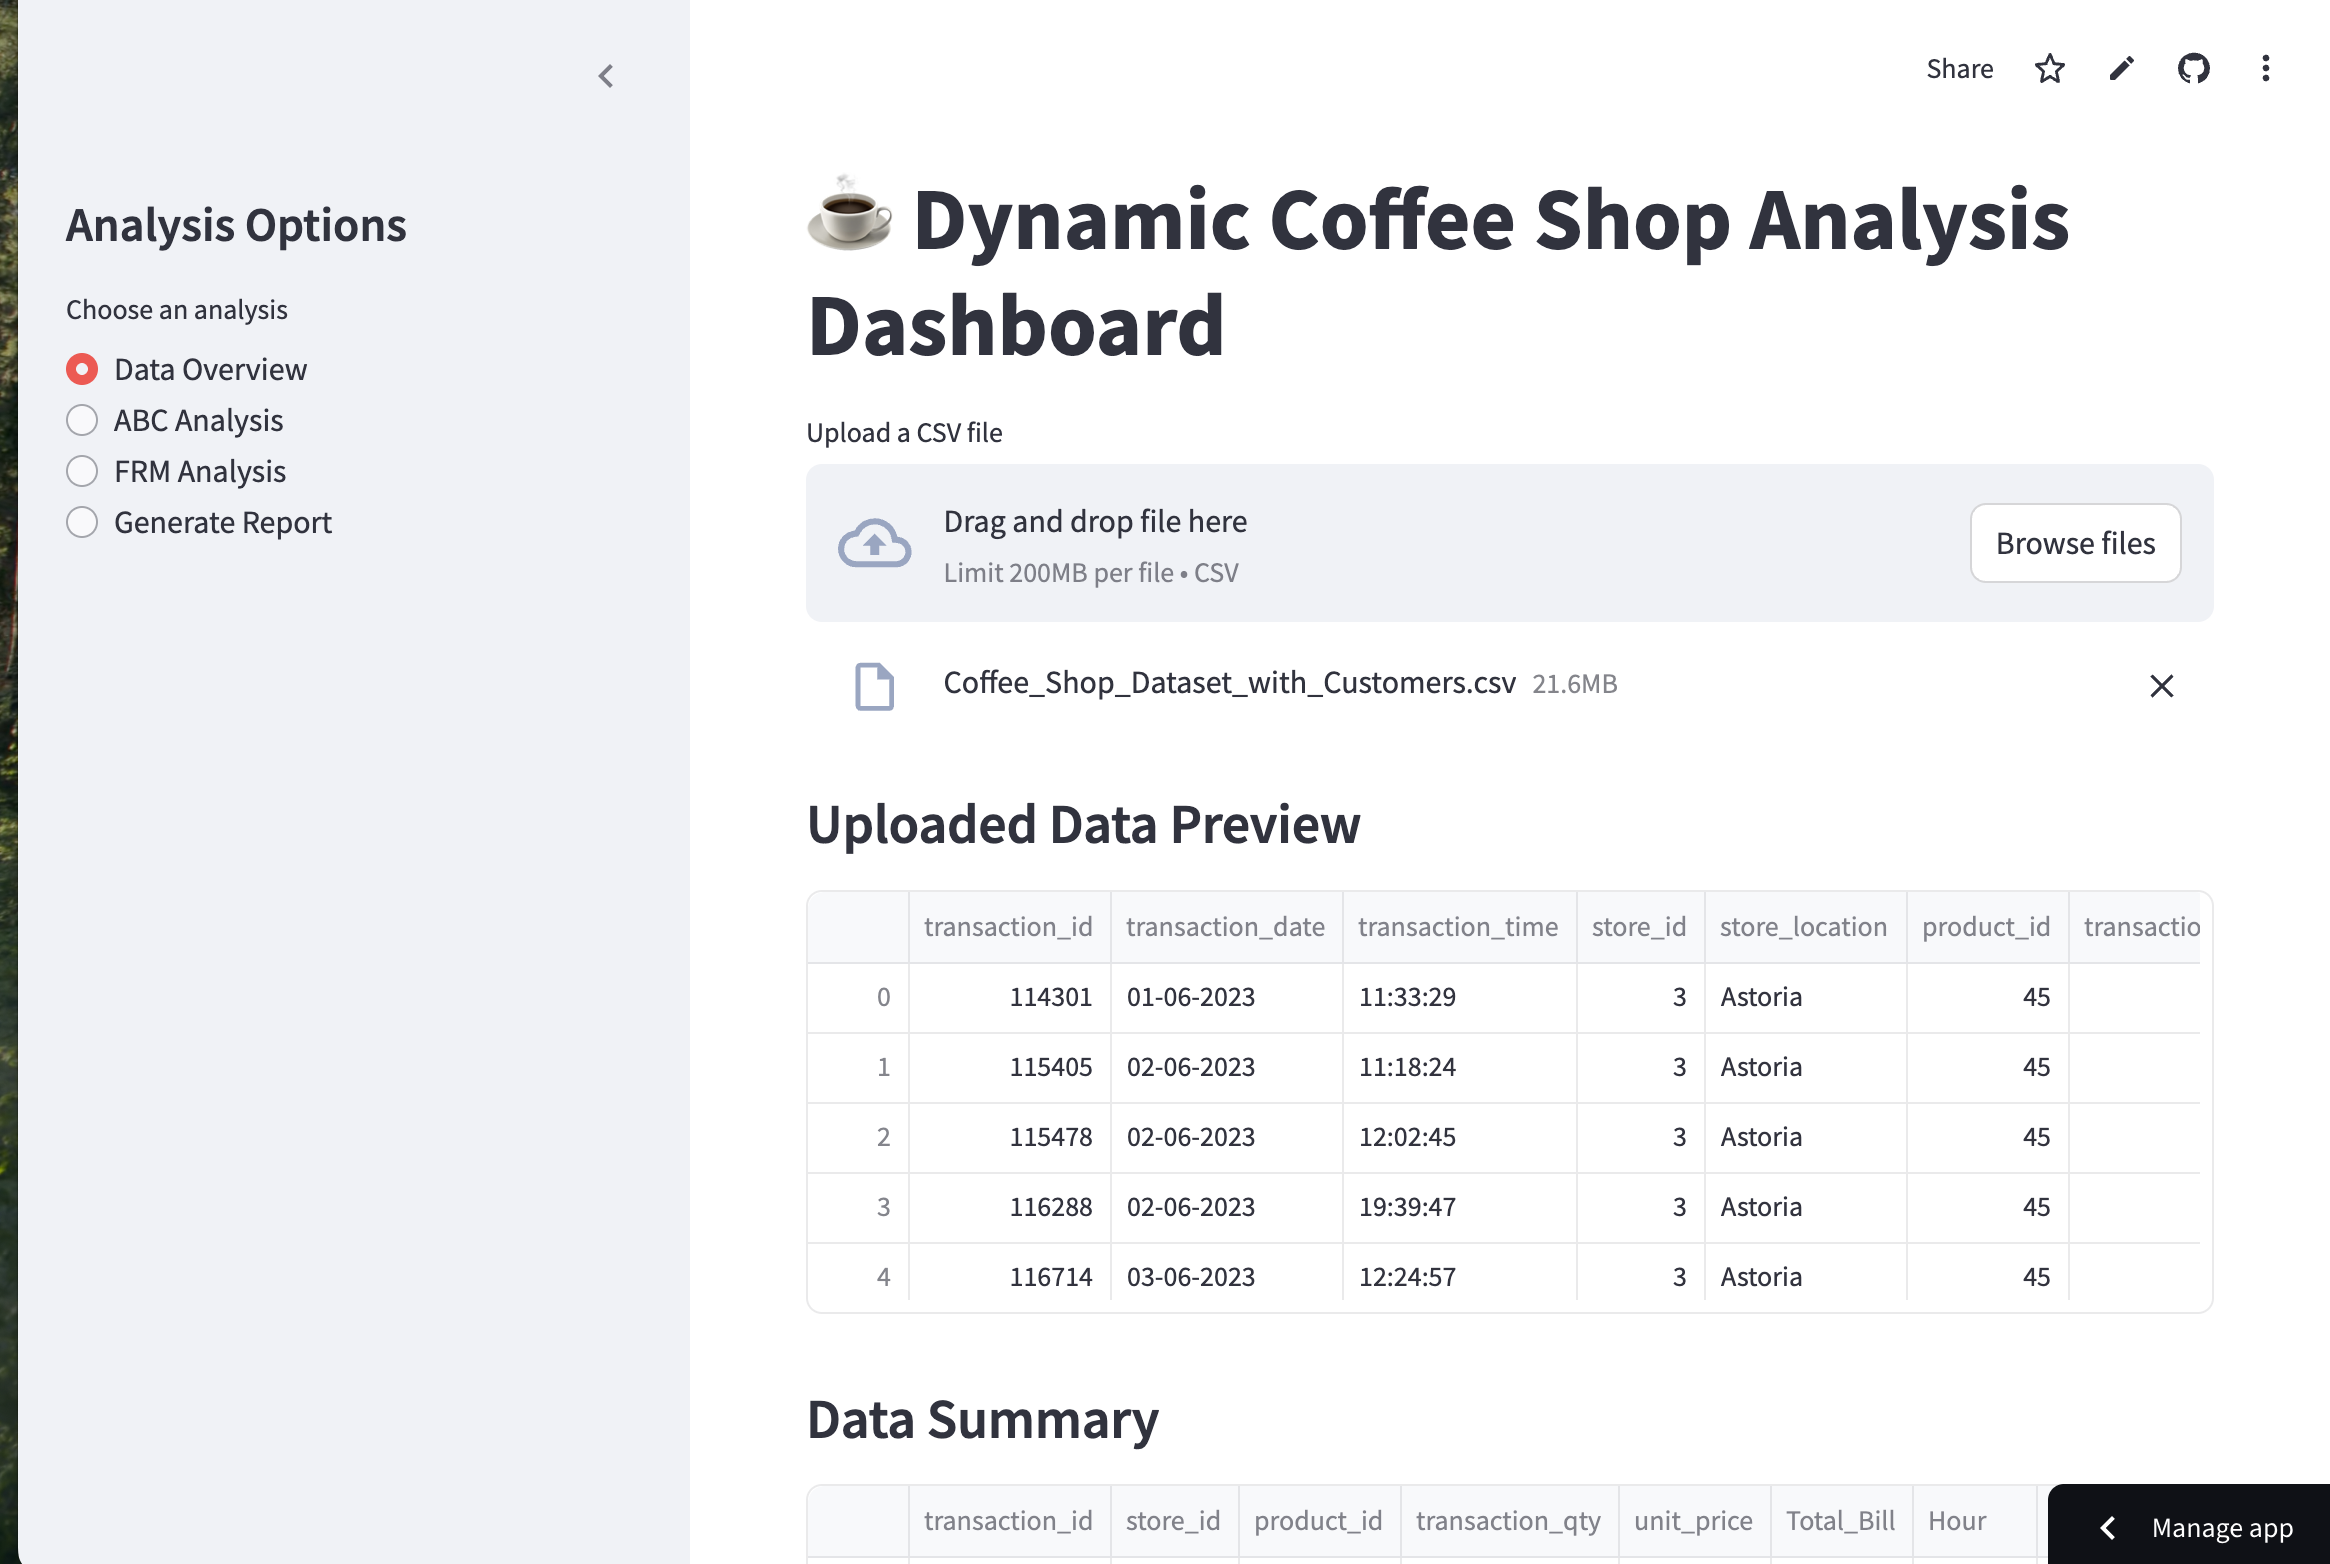 Share
Analysis Options
Choose an analysis
Data Overview
ABC Analysis
FRM Analysis
Generate Report
Dynamic Coffee Shop Analysis
Dashboard
Upload a CSV file
Drag and drop file here
Limit 200MB per file • CSV
Browse files
Coffee_Shop_Dataset_with_Customers.csv 21.6MB
Uploaded Data Preview
transaction_id transaction_date transaction_time store_id store_location product_id transactio
0 114301 01-06-2023 11:33:29 3 Astoria 45
1 115405 02-06-2023 11:18:24 3 Astoria 45
2 115478 02-06-2023 12:02:45 3 Astoria 45
3 116288 02-06-2023 19:39:47 3 Astoria 45
4 116714 03-06-2023 12:24:57 3 Astoria 45
Data Summary
transaction_id store_id product_id transaction_qty unit_price Total_Bill Hour
Manage app